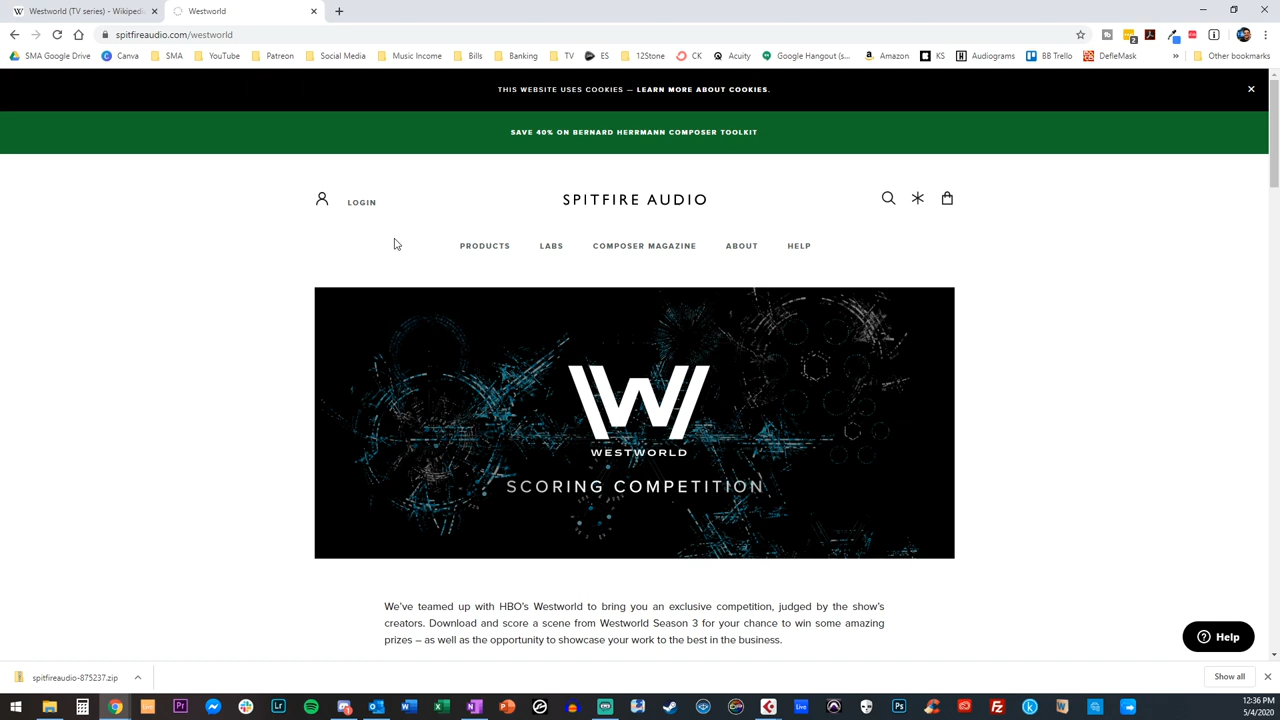 Westworld (TV series) - Wikipedi
Westworld
spitfireaudio.com/westworld
SMA Google Drive
Canva
SMA
YouTube
Patreon
Social Media
Music Income
Bills
Banking
TV
ES
12Stone
CK
Acuity
Google Hangout (s...
Amazon
KS
Audiograms
BB Trello
DefleMask
»
Other bookmarks
THIS WEBSITE USES COOKIES — LEARN MORE ABOUT COOKIES.
SAVE 40% ON BERNARD HERRMANN COMPOSER TOOLKIT
LOGIN
SPITFIRE AUDIO
PRODUCTS
LABS
COMPOSER MAGAZINE
ABOUT
HELP
WESTWORLD
SCORING COMPETITION
We've teamed up with HBO's Westworld to bring you an exclusive competition, judged by the show's
creators. Download and score a scene from Westworld Season 3 for your chance to win some amazing
prizes – as well as the opportunity to showcase your work to the best in the business.
Help
spitfireaudio-875237.zip
Show all
12:36 PM
5/4/2020